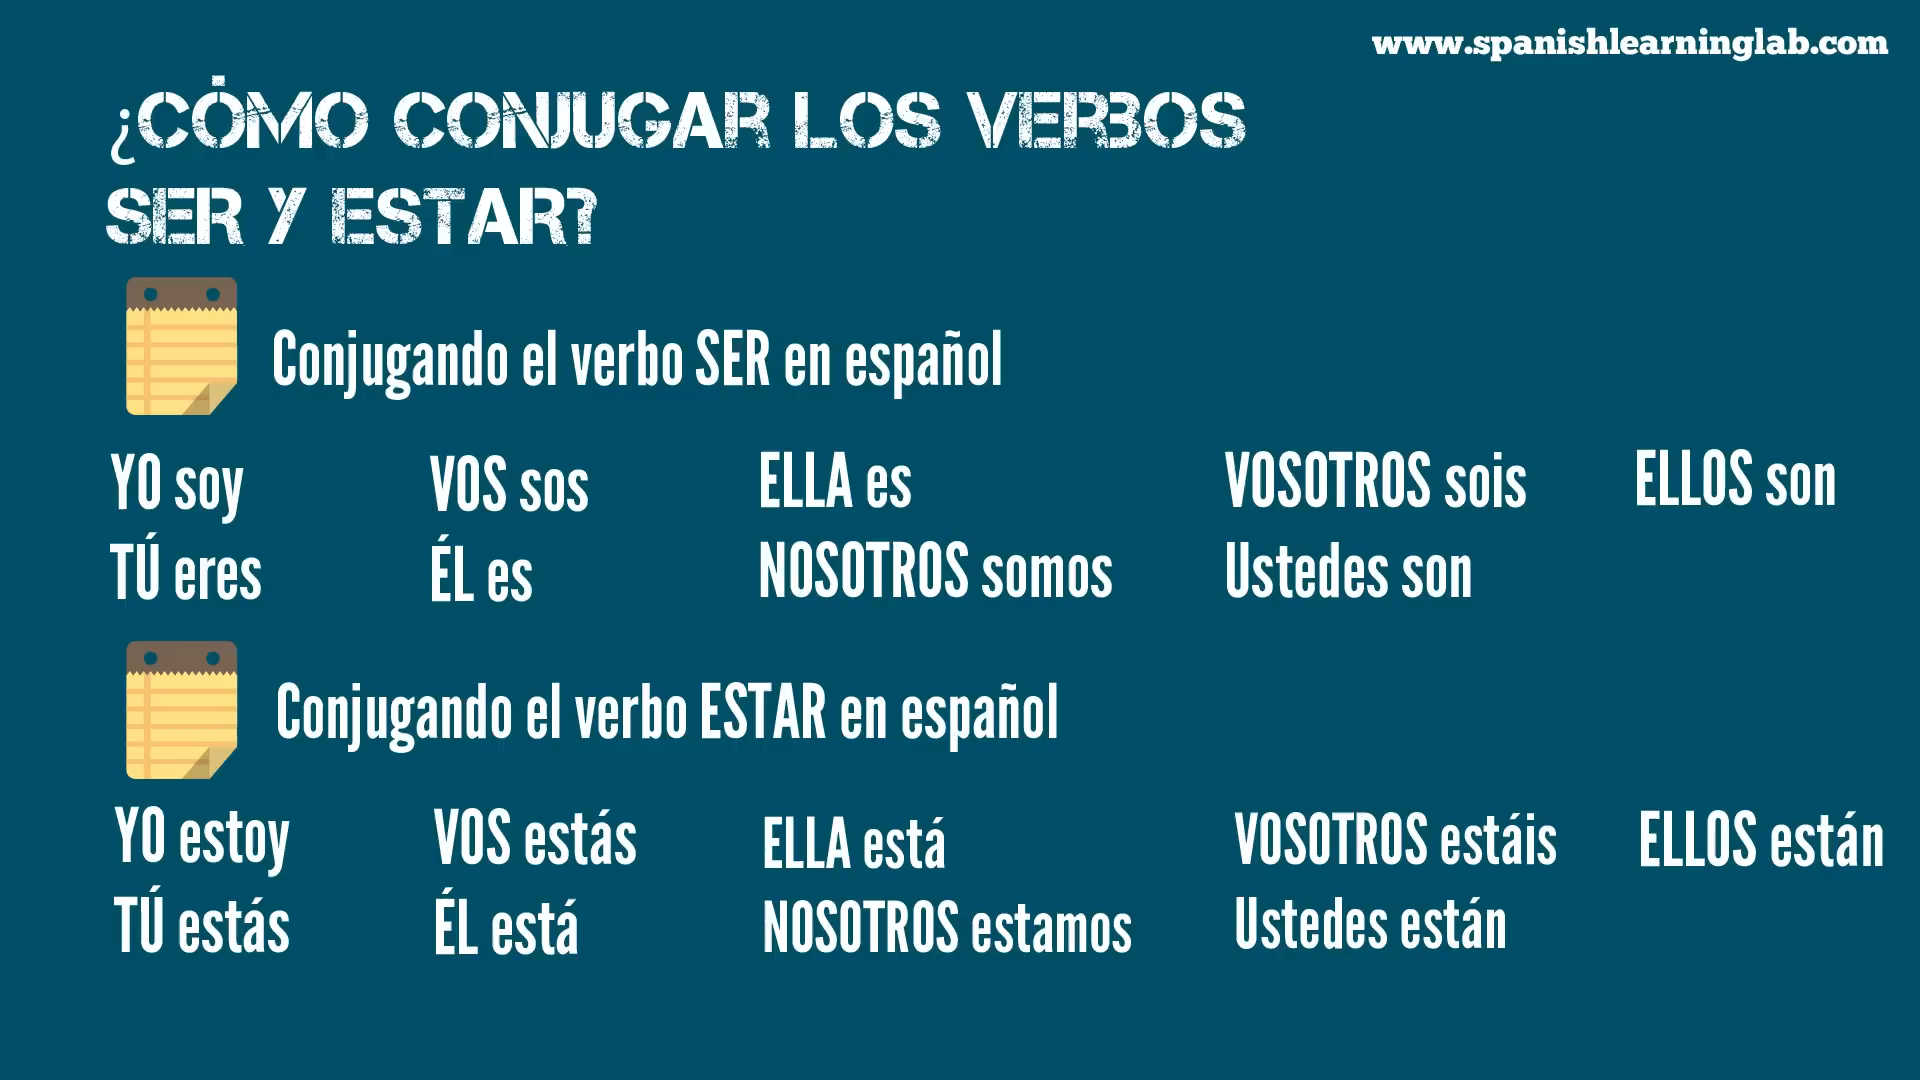 www.spanishlearninglab.com
¿CÓMO CONJUGAR LOS VERBOS
SER Y ESTAR?
Conjugando el verbo SER en español
YO soy
TÚ eres
VOS sos
ÉL es
ELLA es
NOSOTROS somos
VOSOTROS sois
Ustedes son
ELLOS son
Conjugando el verbo ESTAR en español
YO estoy
TÚ estás
VOS estás
ÉL está
ELLA está
NOSOTROS estamos
VOSOTROS estáis
Ustedes están
ELLOS están